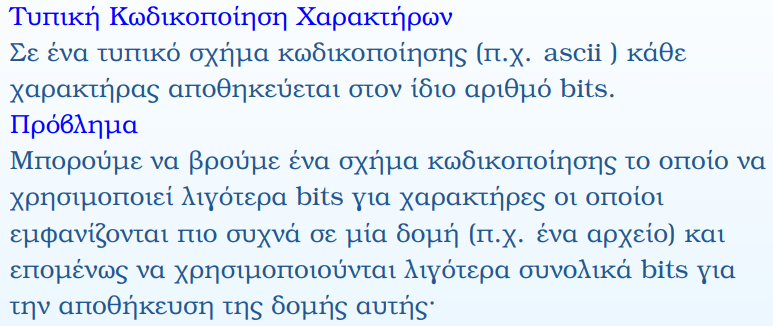 Τυπική Κωδικοποίηση Χαρακτήρων
Σε ένα τυπικό σχήμα κωδικοποίησης (π.χ. ascii ) κάθε
χαρακτήρας αποθηκεύεται στον ίδιο αριθμό bits.
Πρόβλημα
Μπορούμε να βρούμε ένα σχήμα κωδικοποίησης το οποίο να
χρησιμοποιεί λιγότερα bits για χαρακτήρες οι οποίοι
εμφανίζονται πιο συχνά σε μία δομή (π.χ. ένα αρχείο) και
επομένως να χρησιμοποιούνται λιγότερα συνολικά bits για
την αποθήκευση της δομής αυτής·